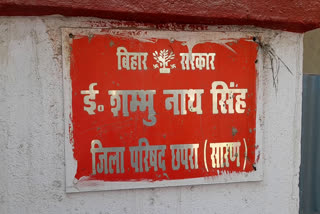 बिहार सरकार
ई. शम्भु नाथ सिंह
जिला परिषद छपरा (सारण)